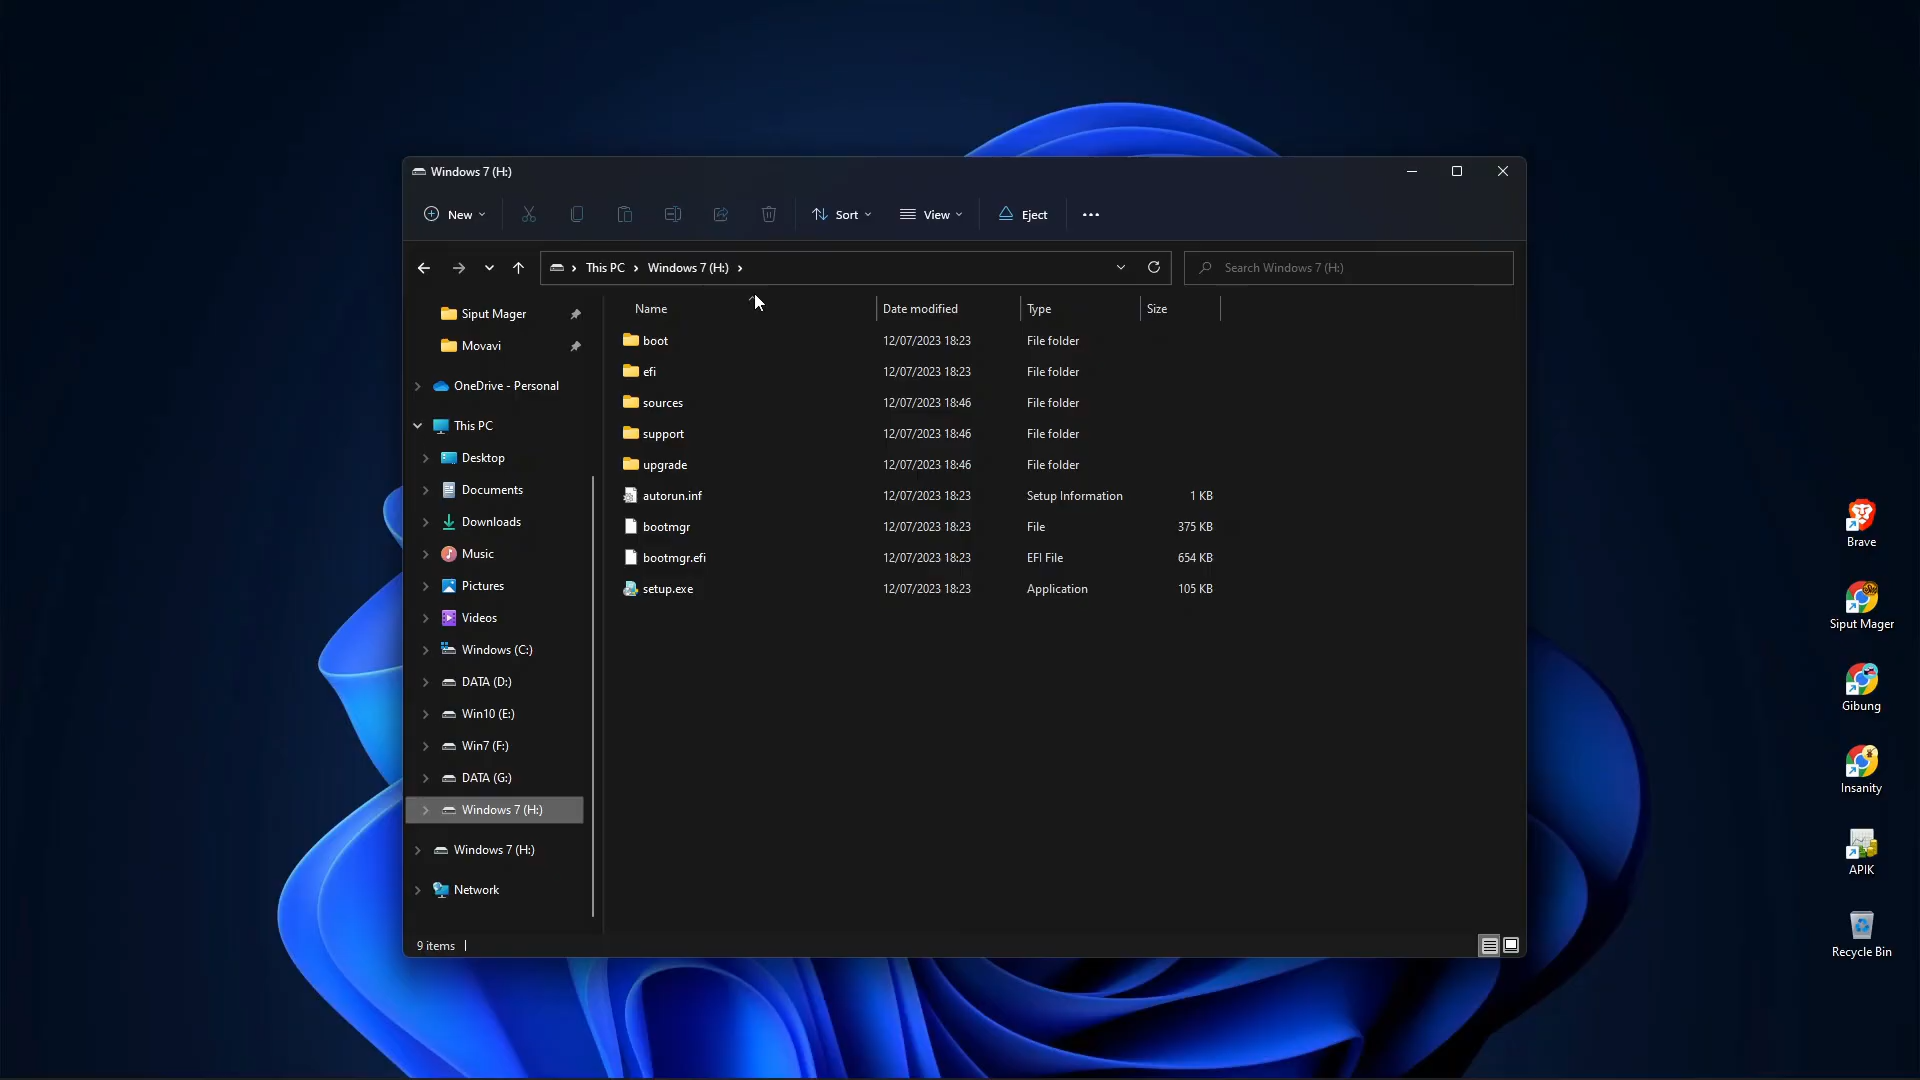 Windows 7 (H:)
New Sort View Eject
This PC Windows 7 (H:) Search Windows 7 (H:)
Siput Mager
Movavi
OneDrive - Personal
This PC
Desktop
Documents
Downloads
Music
Pictures
Videos
Windows (C:)
DATA (D:)
Win10 (E:)
Win7 (F:)
DATA (G:)
Windows 7 (H:)
Windows 7 (H:)
Network
Name Date modified Type Size
boot 12/07/2023 18:23 File folder
efi 12/07/2023 18:23 File folder
sources 12/07/2023 18:46 File folder
support 12/07/2023 18:46 File folder
upgrade 12/07/2023 18:46 File folder
autorun.inf 12/07/2023 18:23 Setup Information 1 KB
bootmgr 12/07/2023 18:23 File 375 KB
bootmgr.efi 12/07/2023 18:23 EFI File 654 KB
setup.exe 12/07/2023 18:23 Application 105 KB
9 items
Brave
Siput Mager
Gibung
Insanity
APIK
Recycle Bin